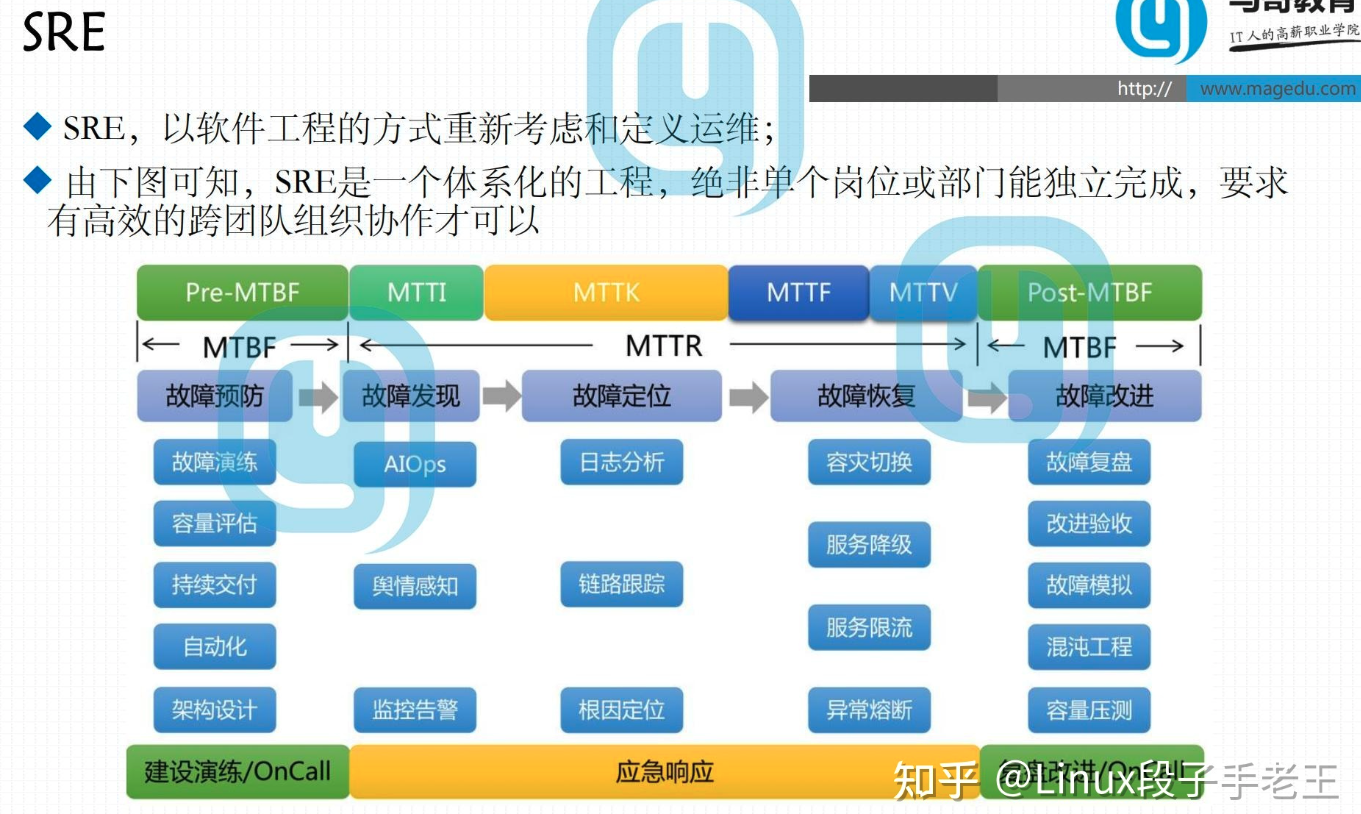 SRE
马哥教育
IT人的高薪职业学院
http://
www.magedu.com
SRE，以软件工程的方式重新考虑和定义运维；
由下图可知，SRE是一个体系化的工程，绝非单个岗位或部门能独立完成，要求
有高效的跨团队组织协作才可以
Pre-MTBF MTTI MTTK MTTF MTTV Post-MTBF
MTBF MTTR MTBF
故障预防 故障发现 故障定位 故障恢复 故障改进
故障演练 AIOps 日志分析 容灾切换 故障复盘
容量评估 服务降级 改进验收
持续交付 舆情感知 链路跟踪 故障模拟
自动化 服务限流 混沌工程
架构设计 监控告警 根因定位 异常熔断 容量压测
建设演练/OnCall 应急响应 改进/OnCall
知乎 @Linux段子手老王